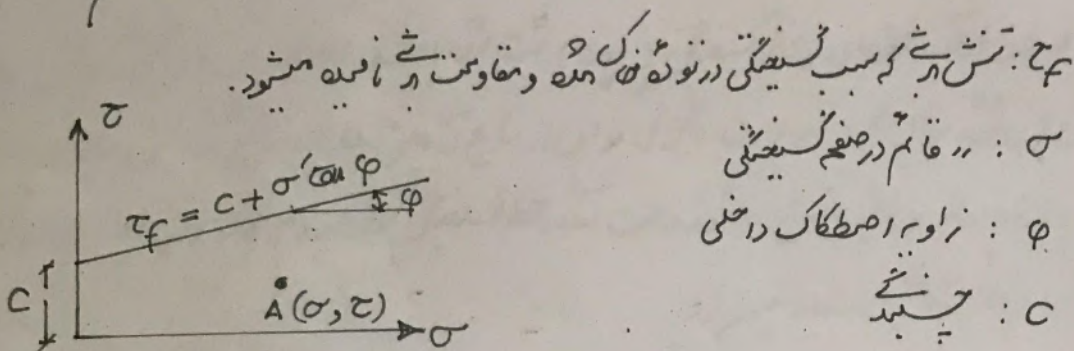 τf : تنش برشی که سبب گسیختگی در توده خاک شده و مقاومت برشی نامیده میشود.
σ : 〃 قائم در صفحه گسیختگی
φ : زاویه اصطکاک داخلی
C : چسبندگی
τ
τf = C + σ' tan φ
φ
C
A (σ, τ)
σ